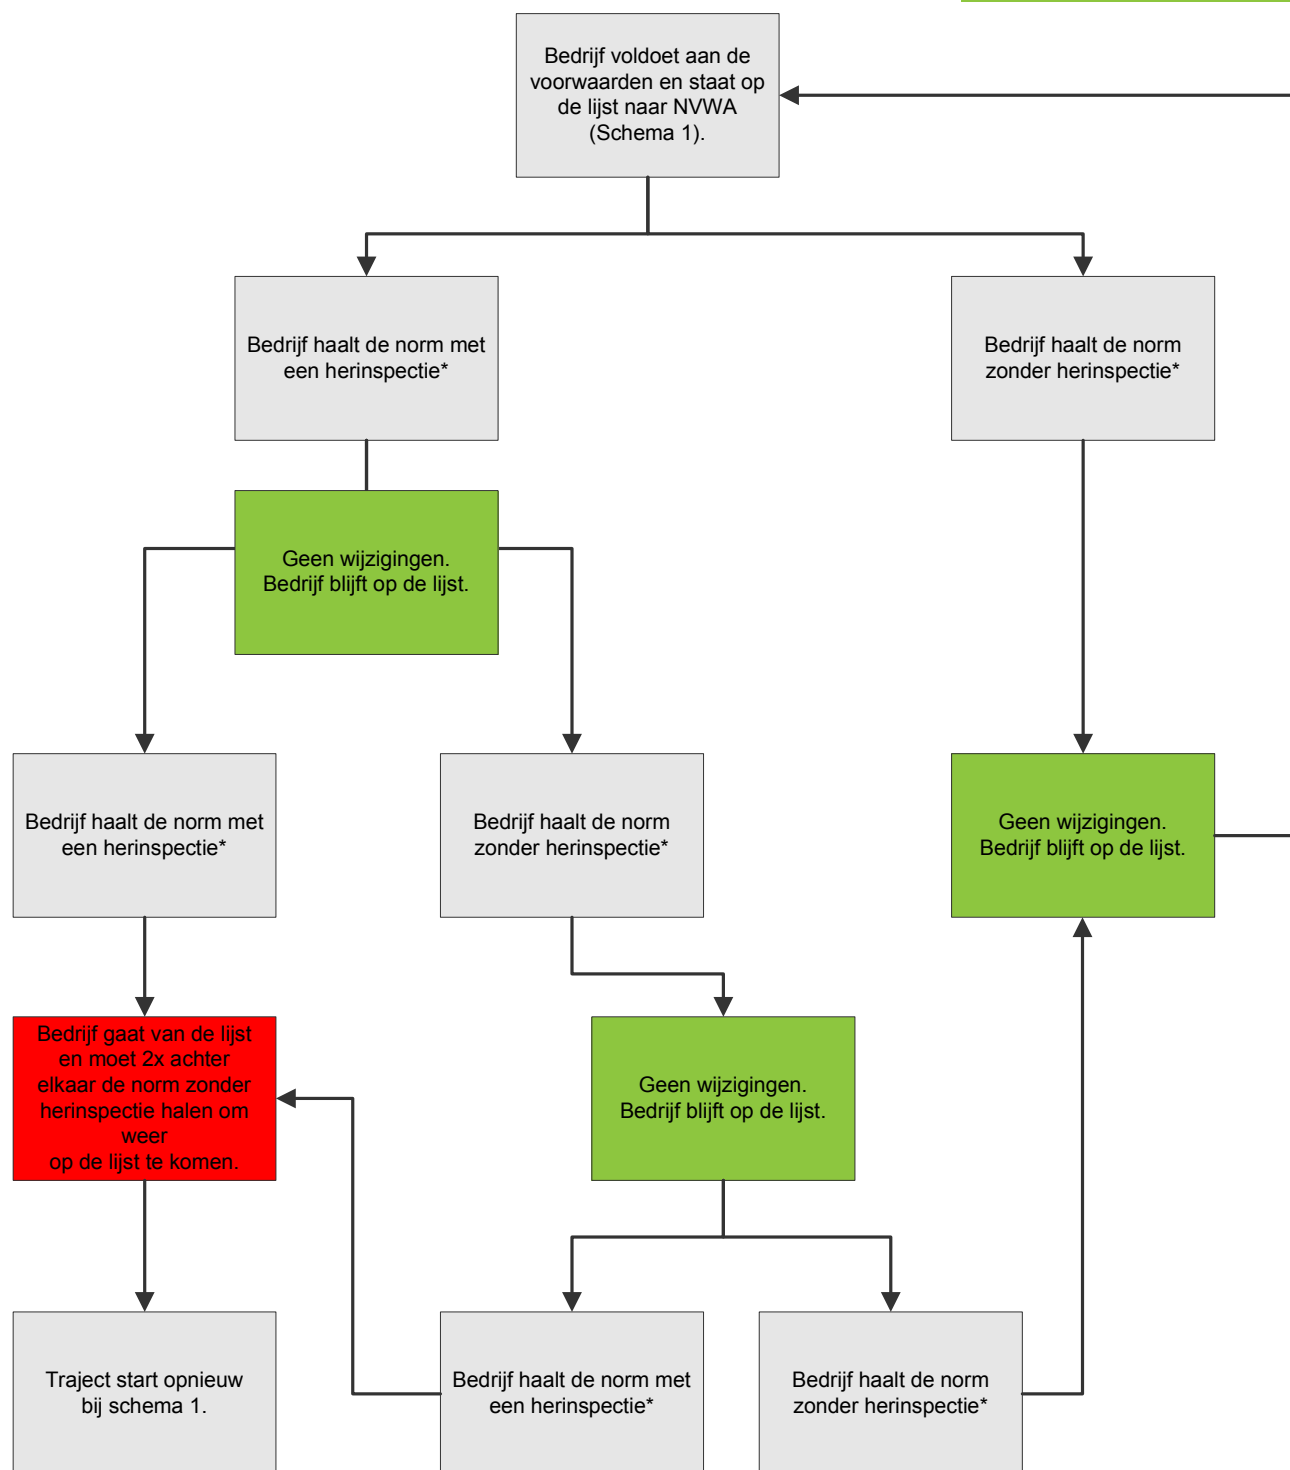 Bedrijf voldoet aan de
voorwaarden en staat op
de lijst naar NVWA
(Schema 1).
Bedrijf haalt de norm met
een herinspectie*
Bedrijf haalt de norm
zonder herinspectie*
Geen wijzigingen.
Bedrijf blijft op de lijst.
Bedrijf haalt de norm met
een herinspectie*
Bedrijf haalt de norm
zonder herinspectie*
Geen wijzigingen.
Bedrijf blijft op de lijst.
Bedrijf gaat van de lijst
en moet 2x achter
elkaar de norm zonder
herinspectie halen om
weer
op de lijst te komen.
Geen wijzigingen.
Bedrijf blijft op de lijst.
Traject start opnieuw
bij schema 1.
Bedrijf haalt de norm met
een herinspectie*
Bedrijf haalt de norm
zonder herinspectie*